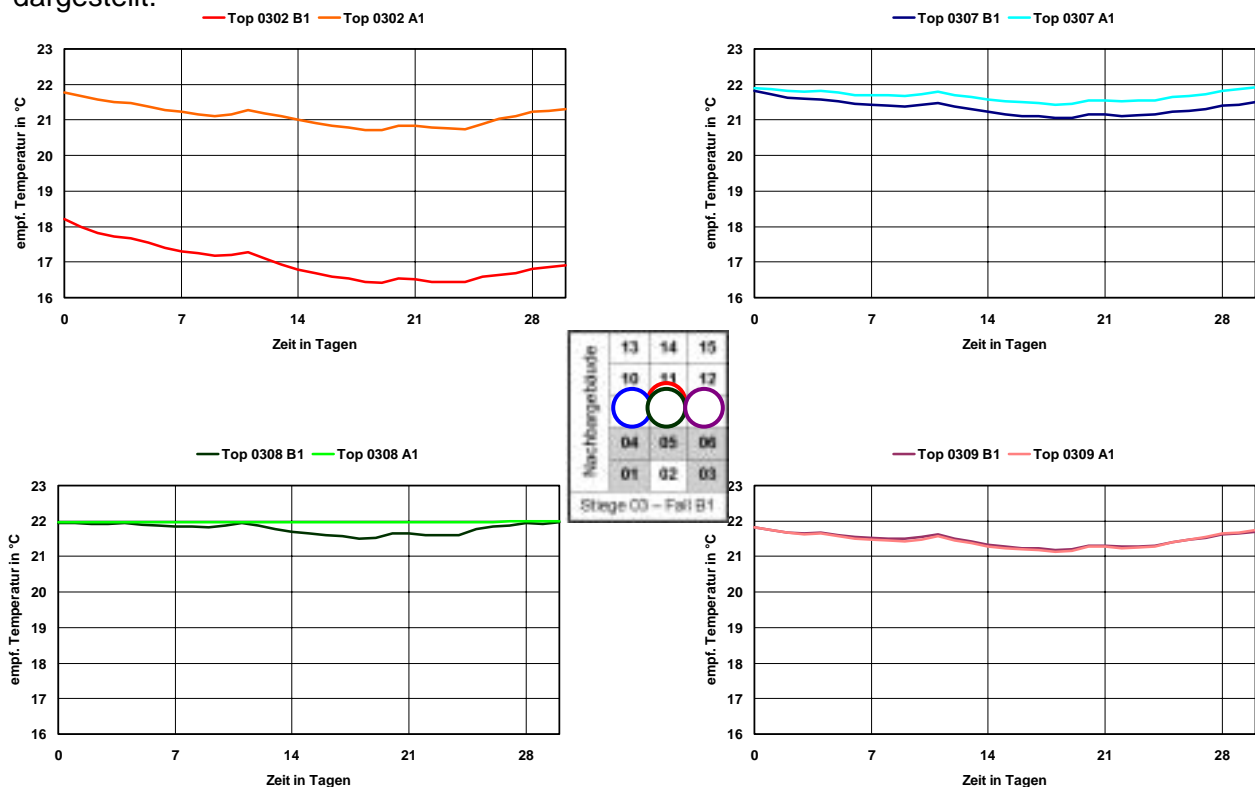 dargestellt.
Top 0302 B1 Top 0302 A1
empf. Temperatur in °C
23
22
21
20
19
18
17
16
0 7 14 21 28
Zeit in Tagen
Top 0307 B1 Top 0307 A1
empf. Temperatur in °C
23
22
21
20
19
18
17
16
0 7 14 21 28
Zeit in Tagen
Nachbargebäude
13 14 15
10 11 12
04 05 06
01 02 03
Stiege 03 – Fall B1
Top 0308 B1 Top 0308 A1
empf. Temperatur in °C
23
22
21
20
19
18
17
16
0 7 14 21 28
Zeit in Tagen
Top 0309 B1 Top 0309 A1
empf. Temperatur in °C
23
22
21
20
19
18
17
16
0 7 14 21 28
Zeit in Tagen